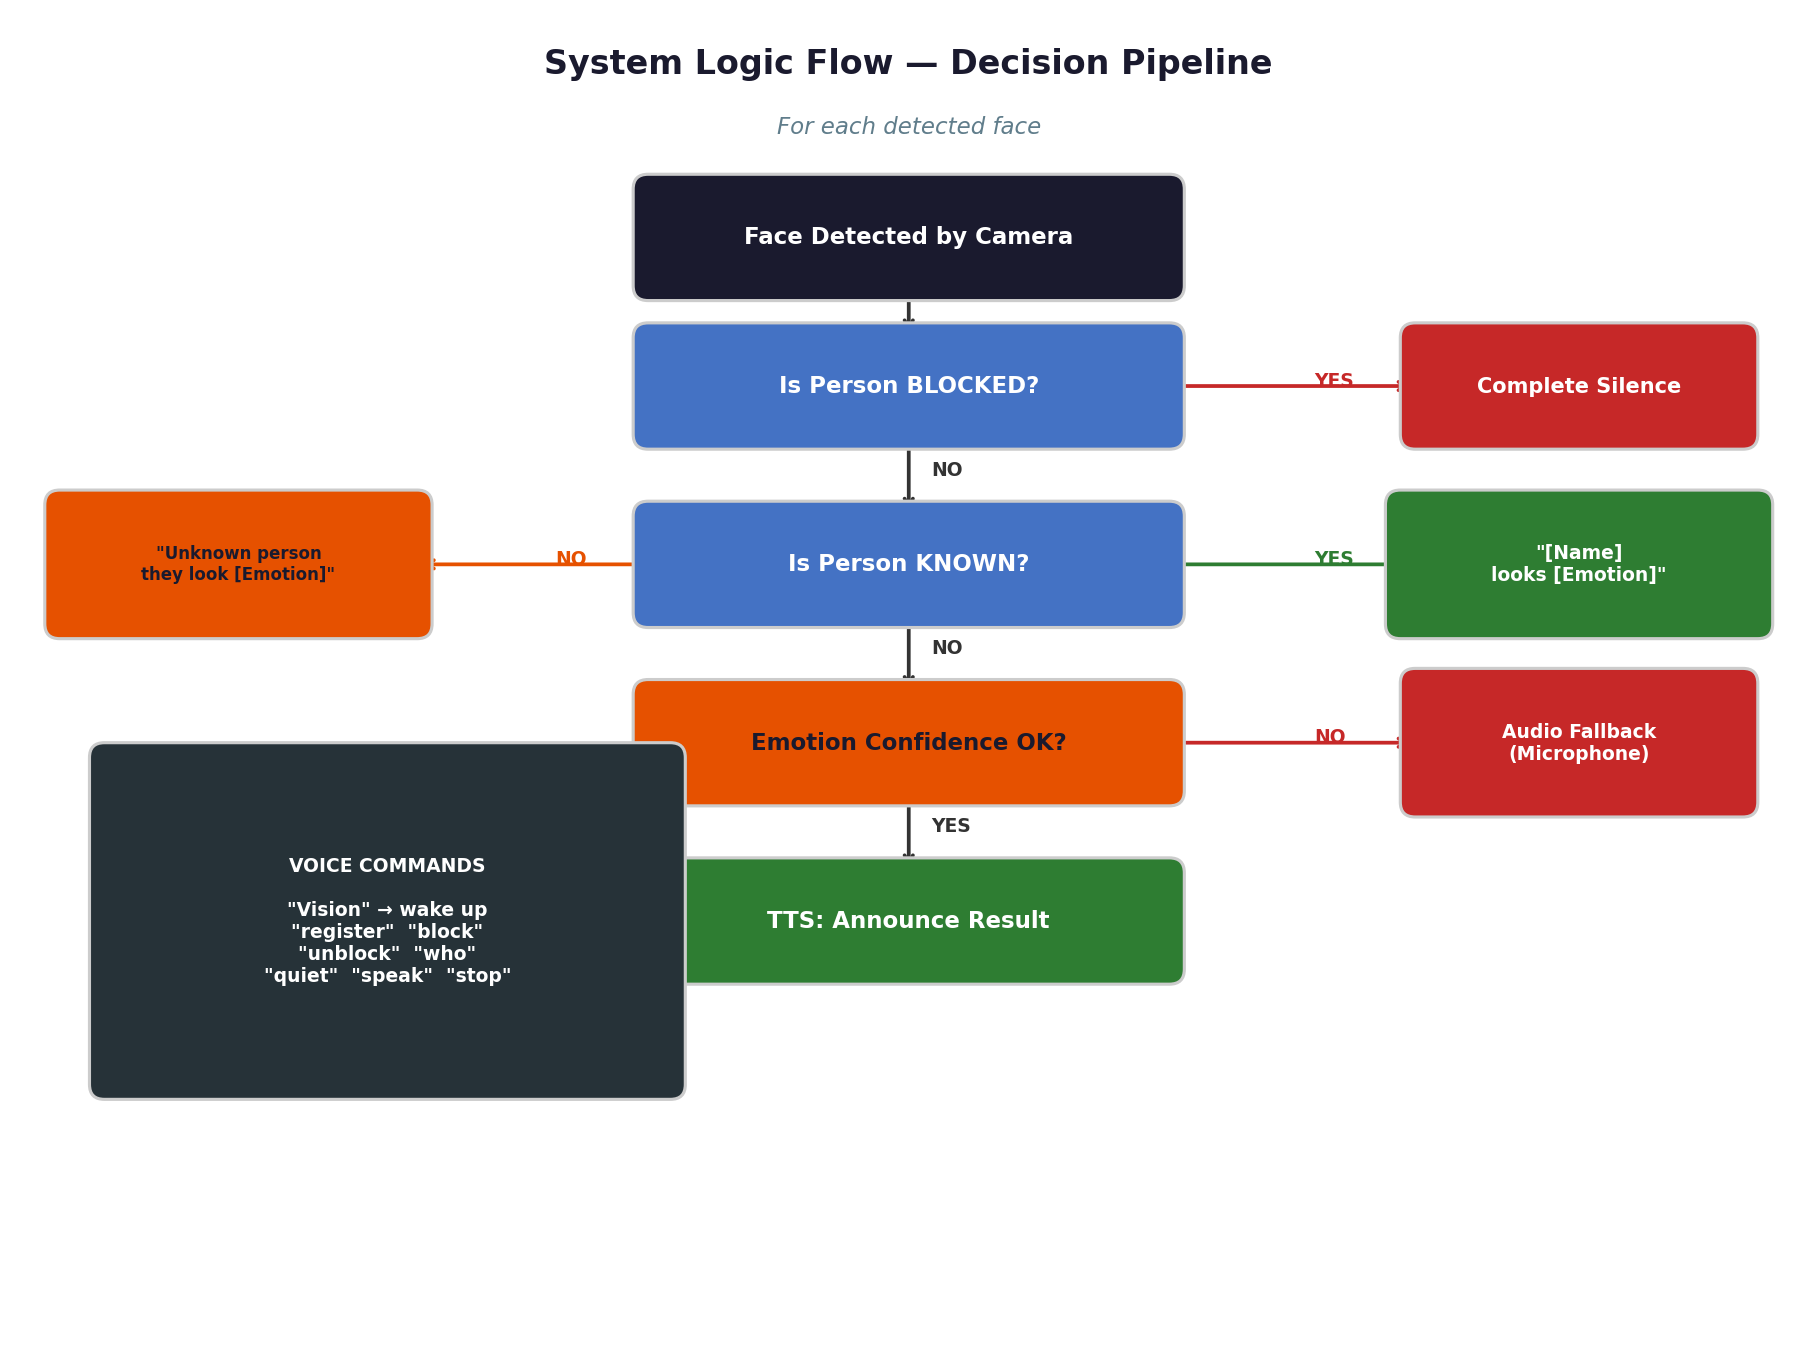 System Logic Flow — Decision Pipeline
For each detected face
Face Detected by Camera
Is Person BLOCKED?
YES
Complete Silence
NO
"Unknown person
they look [Emotion]"
NO
Is Person KNOWN?
YES
"[Name]
looks [Emotion]"
NO
Emotion Confidence OK?
NO
Audio Fallback
(Microphone)
YES
VOICE COMMANDS
"Vision" → wake up
"register"  "block"
"unblock"  "who"
"quiet"  "speak"  "stop"
TTS: Announce Result